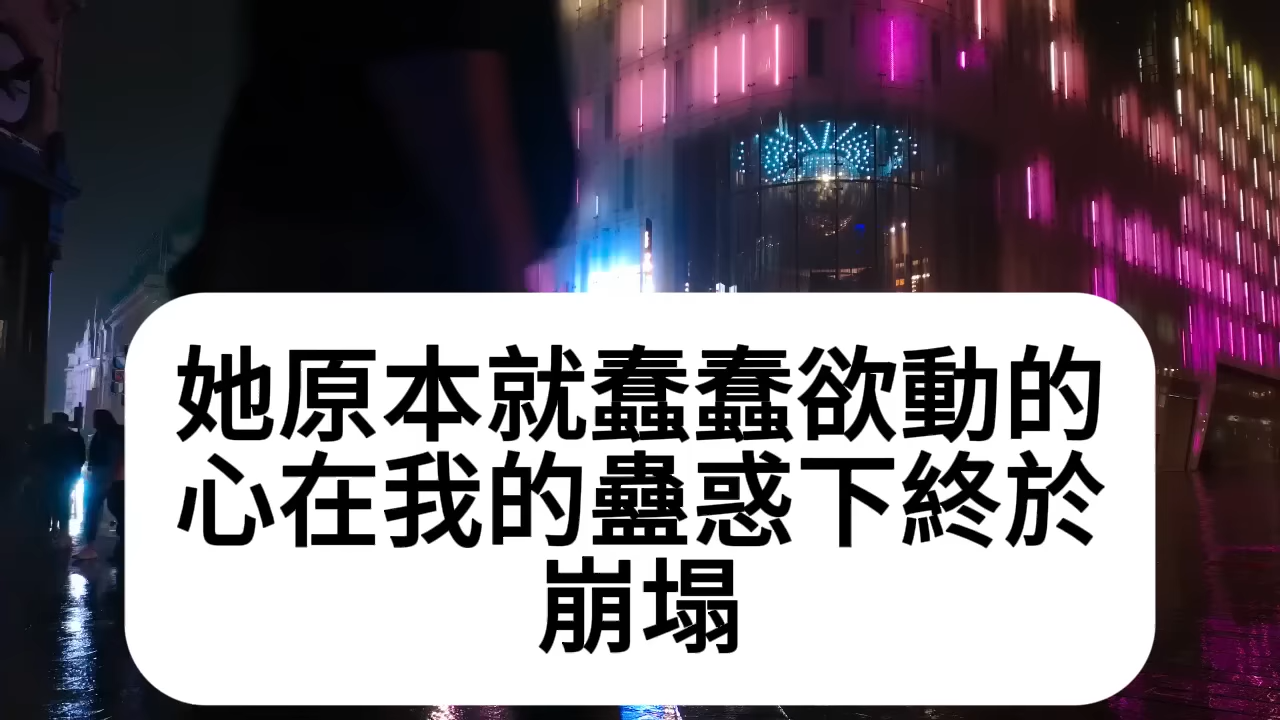 她原本就蠢蠢欲動的
心在我的蠱惑下終於
崩塌